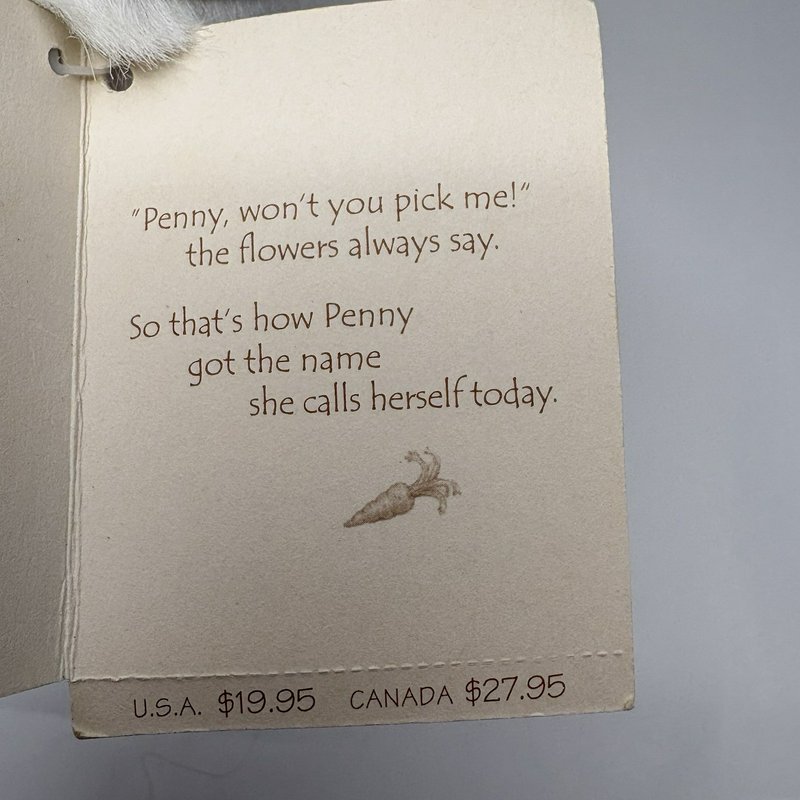 "Penny, won't you pick me!"
the flowers always say.
So that's how Penny
got the name
she calls herself today.
U.S.A. $19.95 CANADA $27.95